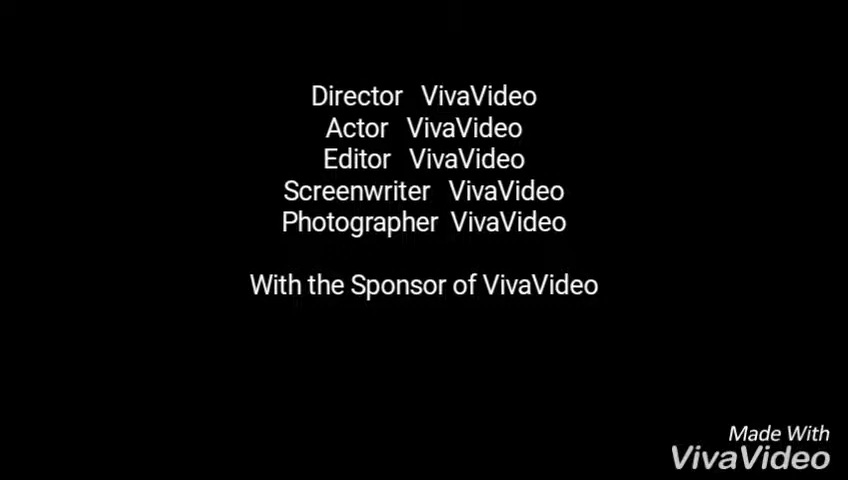 Director VivaVideo
Actor VivaVideo
Editor VivaVideo
Screenwriter VivaVideo
Photographer VivaVideo
With the Sponsor of VivaVideo
Made With
VivaVideo